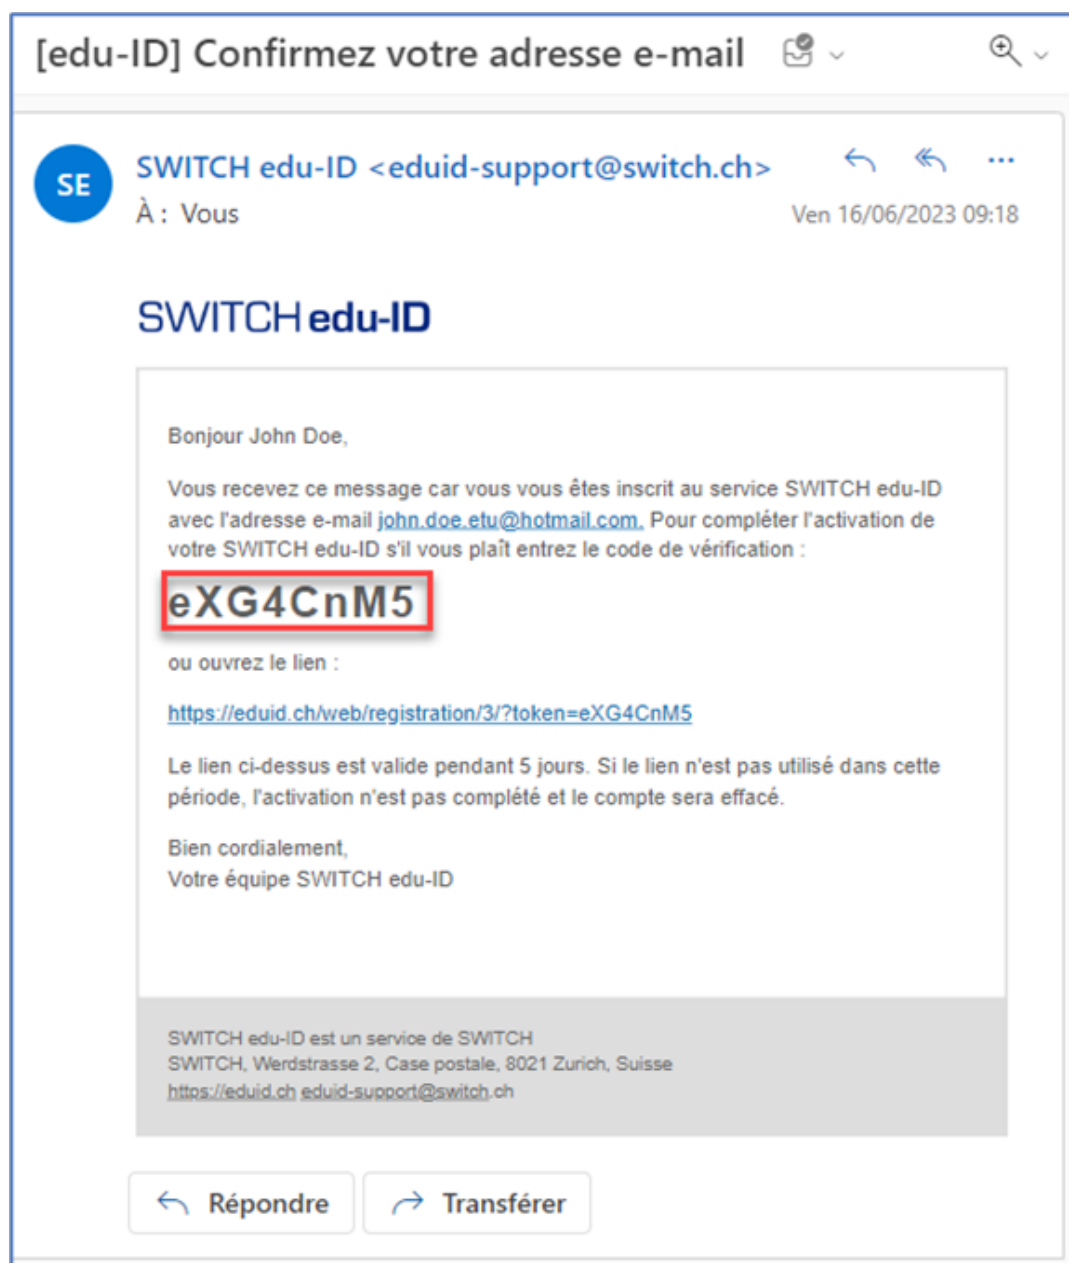 [edu-ID] Confirmez votre adresse e-mail
SE
SWITCH edu-ID <eduid-support@switch.ch>
À : Vous
Ven 16/06/2023 09:18
SWITCH edu-ID
Bonjour John Doe,
Vous recevez ce message car vous vous êtes inscrit au service SWITCH edu-ID
avec l'adresse e-mail john.doe.etu@hotmail.com. Pour compléter l'activation de
votre SWITCH edu-ID s'il vous plaît entrez le code de vérification :
eXG4CnM5
ou ouvrez le lien :
https://eduid.ch/web/registration/3/?token=eXG4CnM5
Le lien ci-dessus est valide pendant 5 jours. Si le lien n'est pas utilisé dans cette
période, l'activation n'est pas complété et le compte sera effacé.
Bien cordialement,
Votre équipe SWITCH edu-ID
SWITCH edu-ID est un service de SWITCH
SWITCH, Werdstrasse 2, Case postale, 8021 Zurich, Suisse
https://eduid.ch eduid-support@switch.ch
Répondre
Transférer